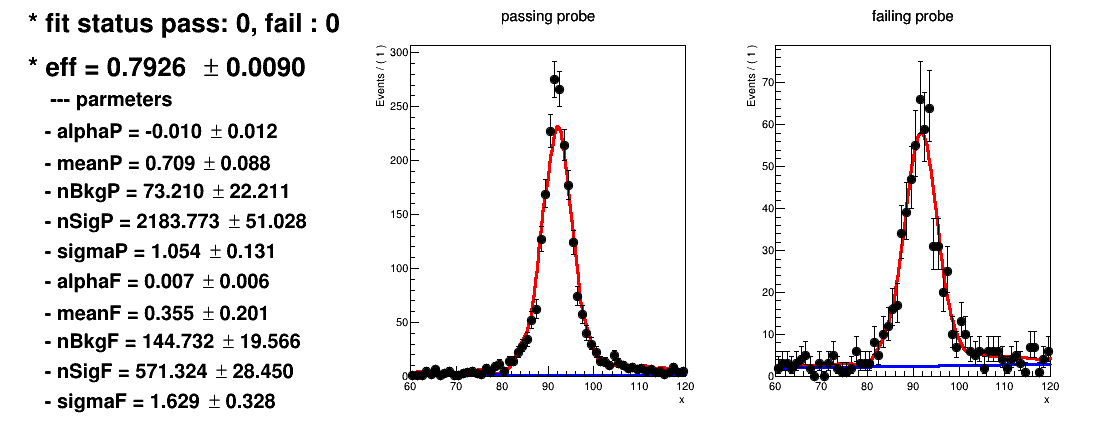 * fit status pass: 0, fail : 0
* eff = 0.7926 ± 0.0090
--- parmeters
- alphaP = -0.010 ± 0.012
- meanP = 0.709 ± 0.088
- nBkgP = 73.210 ± 22.211
- nSigP = 2183.773 ± 51.028
- sigmaP = 1.054 ± 0.131
- alphaF = 0.007 ± 0.006
- meanF = 0.355 ± 0.201
- nBkgF = 144.732 ± 19.566
- nSigF = 571.324 ± 28.450
- sigmaF = 1.629 ± 0.328
passing probe
Events / ( 1 )
300
250
200
150
100
50
0
60 70 80 90 100 110 120
x
failing probe
Events / ( 1 )
70
60
50
40
30
20
10
0
60 70 80 90 100 110 120
x